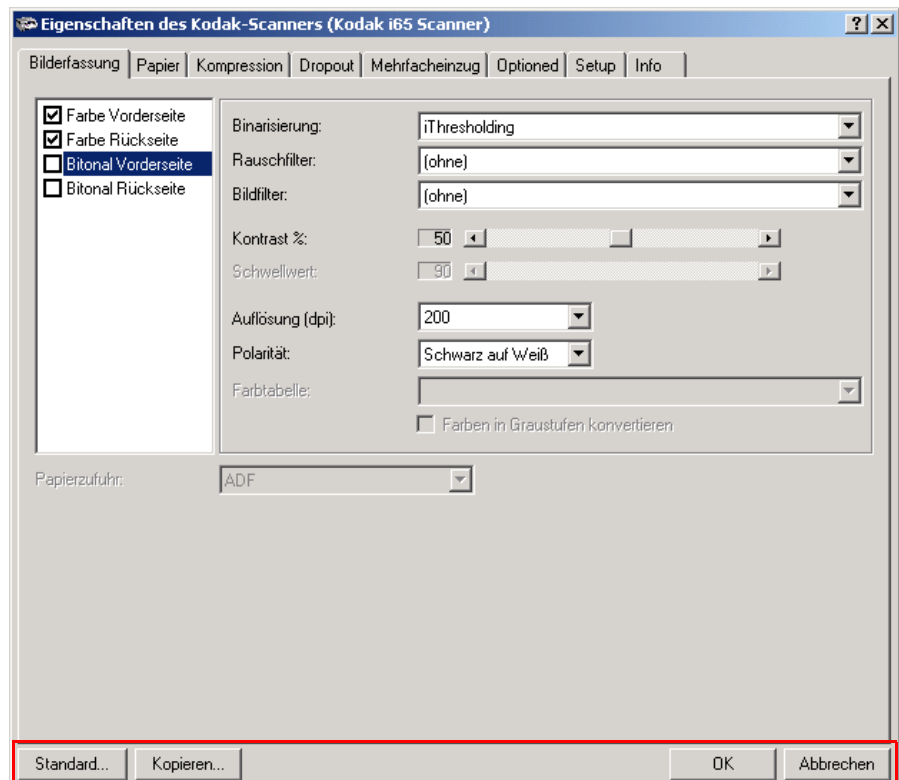 Eigenschaften des Kodak-Scanners (Kodak i65 Scanner)
Bilderfassung Papier Kompression Dropout Mehrfacheinzug Optioned Setup Info
Farbe Vorderseite
Farbe Rückseite
Bitonal Vorderseite
Bitonal Rückseite
Binarisierung: iThresholding
Rauschfilter: (ohne)
Bildfilter: (ohne)
Kontrast %: 50
Schwellwert: 90
Auflösung (dpi): 200
Polarität: Schwarz auf Weiß
Farbtabelle:
Farben in Graustufen konvertieren
Papierzufuhr: ADF
Standard... Kopieren... OK Abbrechen